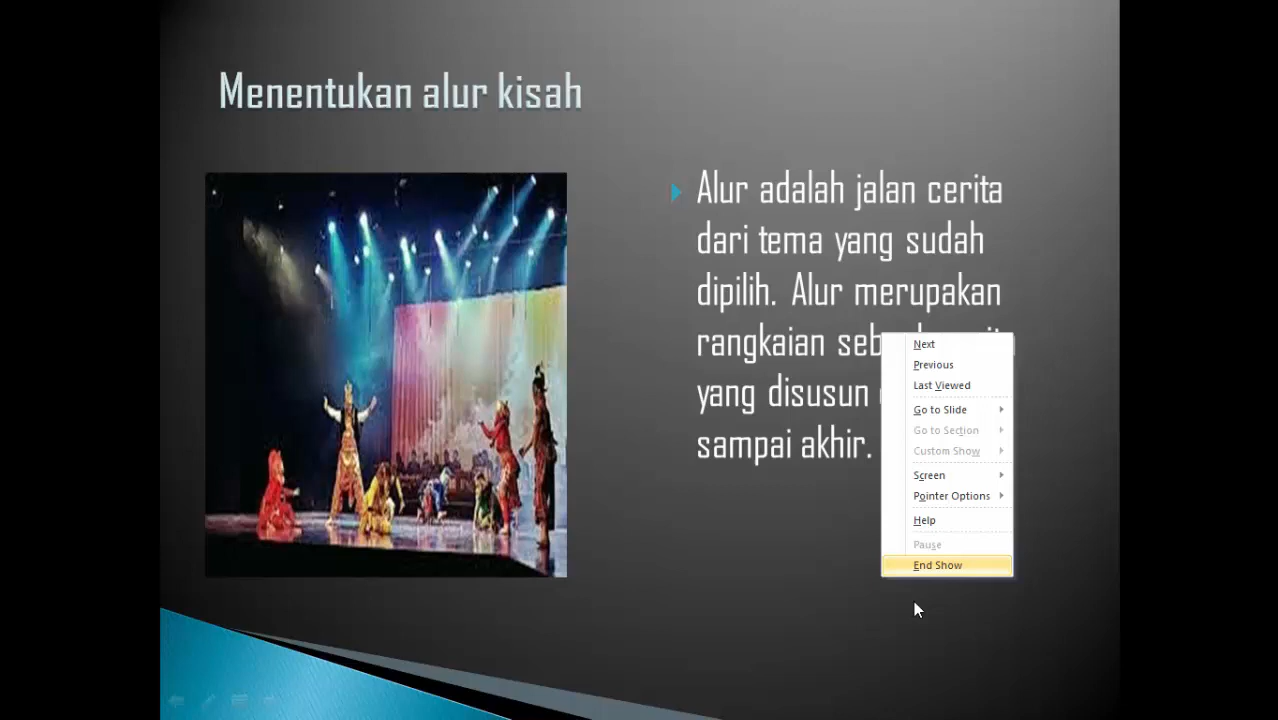 Menentukan alur kisah
Alur adalah jalan cerita
dari tema yang sudah
dipilih. Alur merupakan
rangkaian
yang disusun
sampai akhir.
Next
Previous
Last Viewed
Go to Slide
Go to Section
Custom Show
Screen
Pointer Options
Help
Pause
End Show